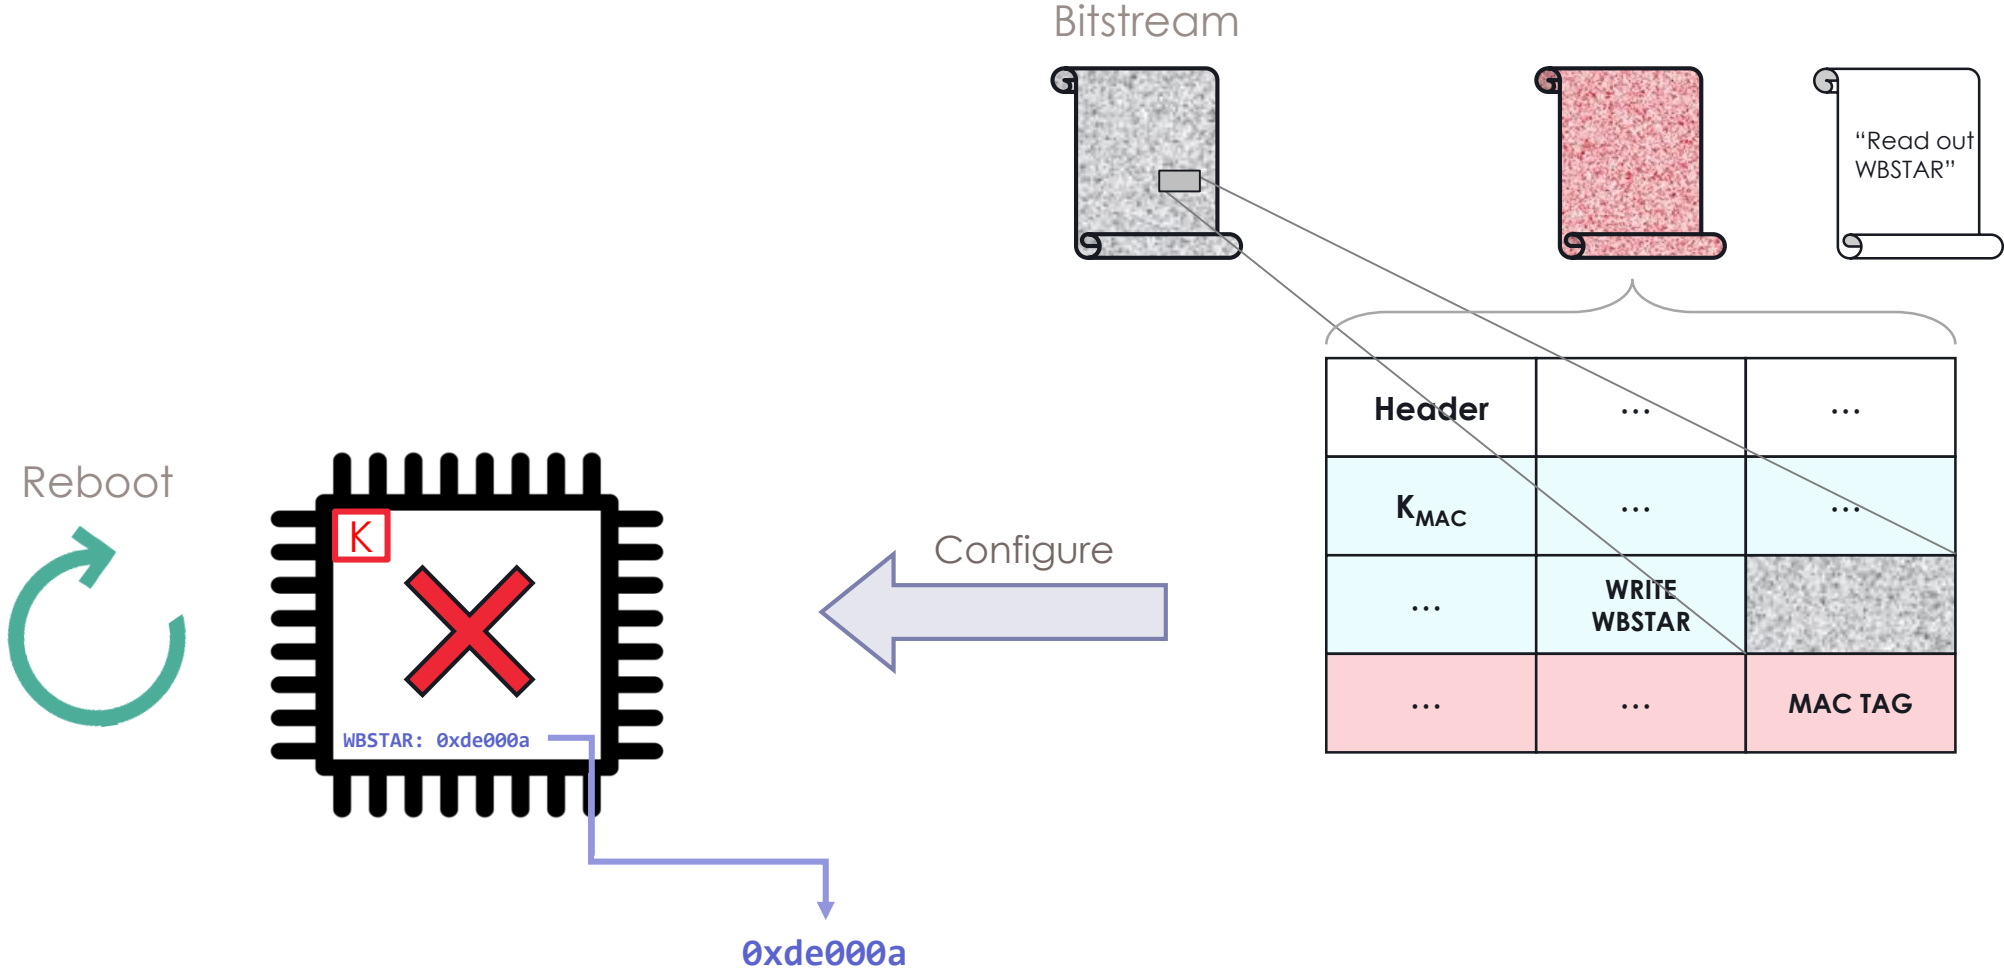 Bitstream
“Read out
WBSTAR”
Header ... ...
KMAC ... ...
... WRITE
WBSTAR
... ... MAC TAG
Reboot
K
Configure
WBSTAR: 0xde000a
0xde000a